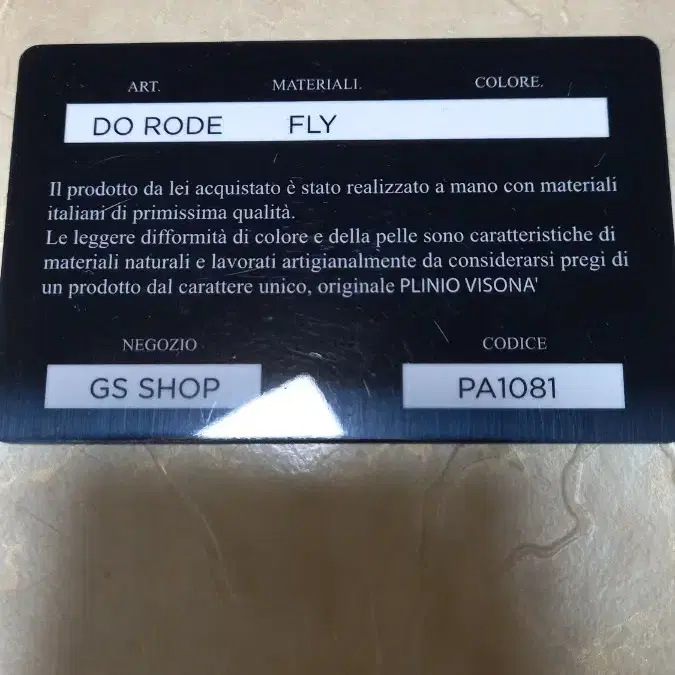 ART. MATERIALI. COLORE.
DO RODE FLY
Il prodotto da lei acquistato è stato realizzato a mano con materiali
italiani di primissima qualità.
Le leggere difformità di colore e della pelle sono caratteristiche di
materiali naturali e lavorati artigianalmente da considerarsi pregi di
un prodotto dal carattere unico, originale PLINIO VISONA'
NEGOZIO CODICE
GS SHOP PA1081